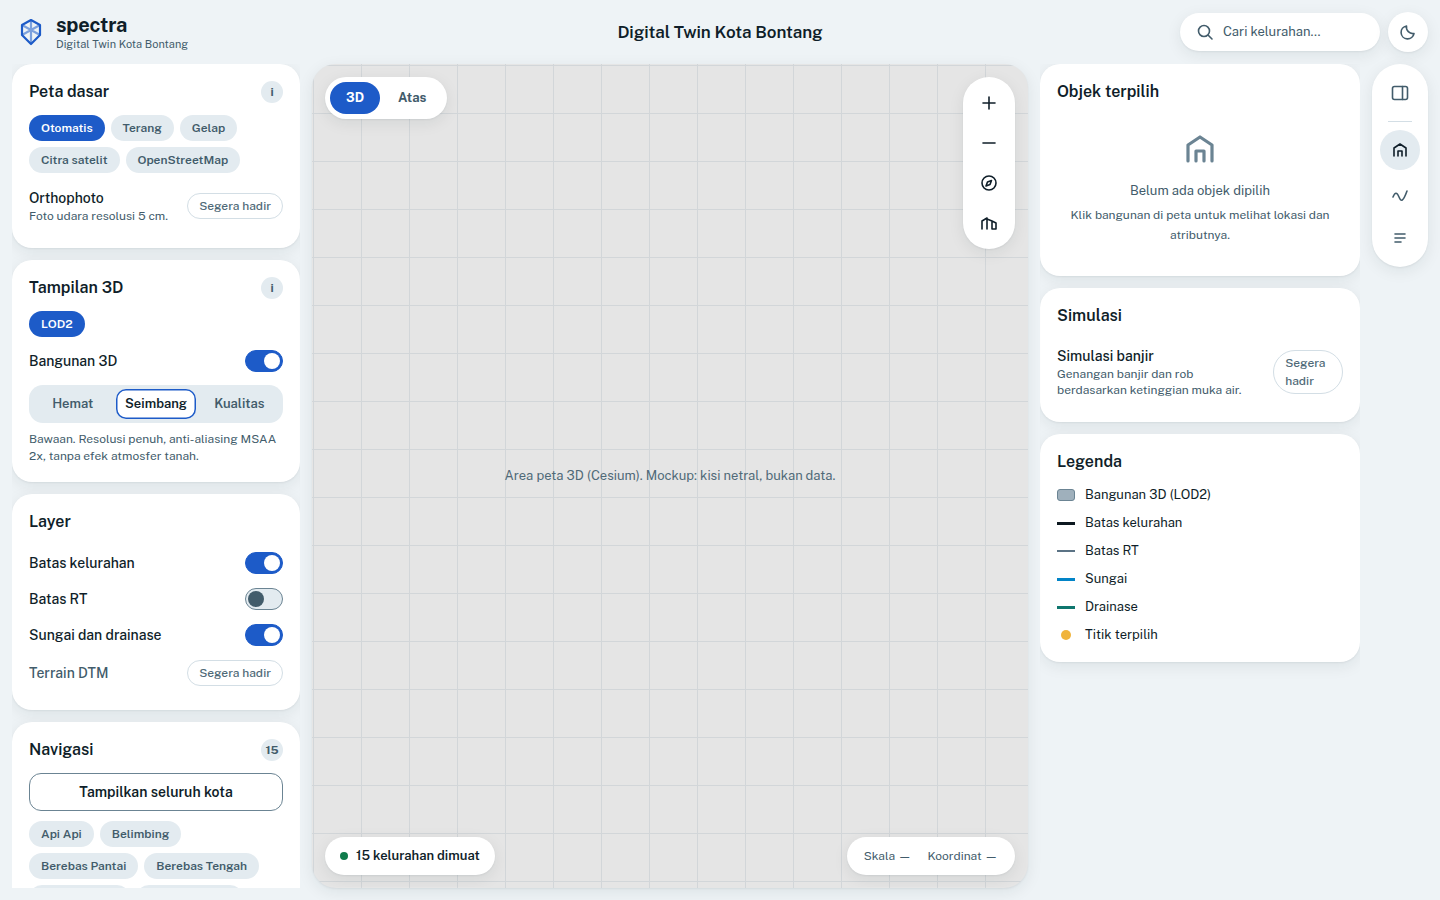 spectra
Digital Twin Kota Bontang
Digital Twin Kota Bontang
Cari kelurahan...
Peta dasar
i
Otomatis
Terang
Gelap
Citra satelit
OpenStreetMap
Orthophoto
Foto udara resolusi 5 cm.
Segera hadir
Tampilan 3D
i
LOD2
Bangunan 3D
Hemat
Seimbang
Kualitas
Bawaan. Resolusi penuh, anti-aliasing MSAA
2x, tanpa efek atmosfer tanah.
Layer
Batas kelurahan
Batas RT
Sungai dan drainase
Terrain DTM
Segera hadir
Navigasi
15
Tampilkan seluruh kota
Api Api
Belimbing
Berebas Pantai
Berebas Tengah
3D
Atas
Area peta 3D (Cesium). Mockup: kisi netral, bukan data.
15 kelurahan dimuat
Skala —
Koordinat —
Objek terpilih
Belum ada objek dipilih
Klik bangunan di peta untuk melihat lokasi dan
atributnya.
Simulasi
Simulasi banjir
Genangan banjir dan rob
berdasarkan ketinggian muka air.
Segera
hadir
Legenda
Bangunan 3D (LOD2)
Batas kelurahan
Batas RT
Sungai
Drainase
Titik terpilih